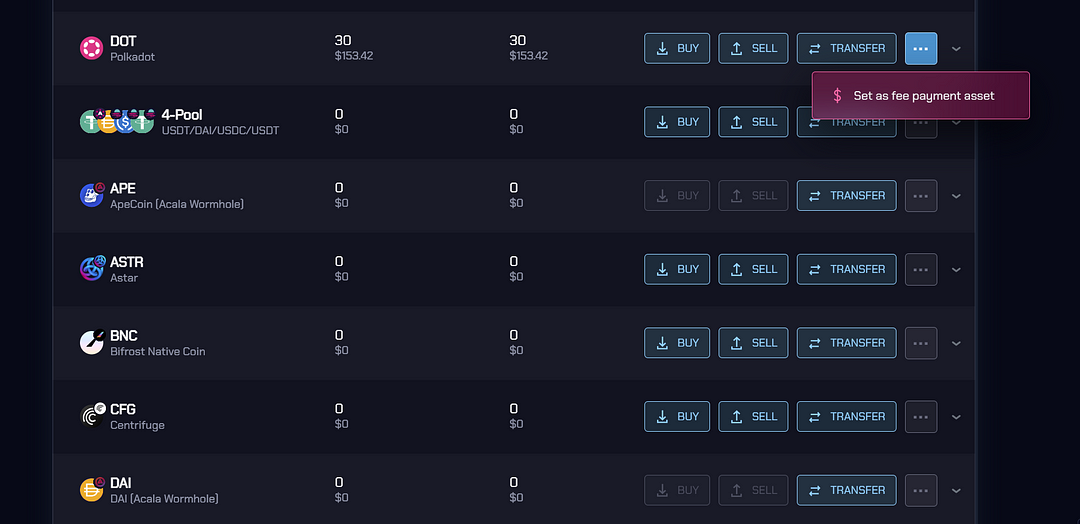 DOT
Polkadot
30
$153.42
30
$153.42
BUY
SELL
TRANSFER
$ Set as fee payment asset
4-Pool
USDT/DAI/USDC/USDT
0
$0
0
$0
BUY
SELL
TRANSFER
APE
ApeCoin (Acala Wormhole)
0
$0
0
$0
BUY
SELL
TRANSFER
ASTR
Astar
0
$0
0
$0
BUY
SELL
TRANSFER
BNC
Bifrost Native Coin
0
$0
0
$0
BUY
SELL
TRANSFER
CFG
Centrifuge
0
$0
0
$0
BUY
SELL
TRANSFER
DAI
DAI (Acala Wormhole)
0
$0
0
$0
BUY
SELL
TRANSFER